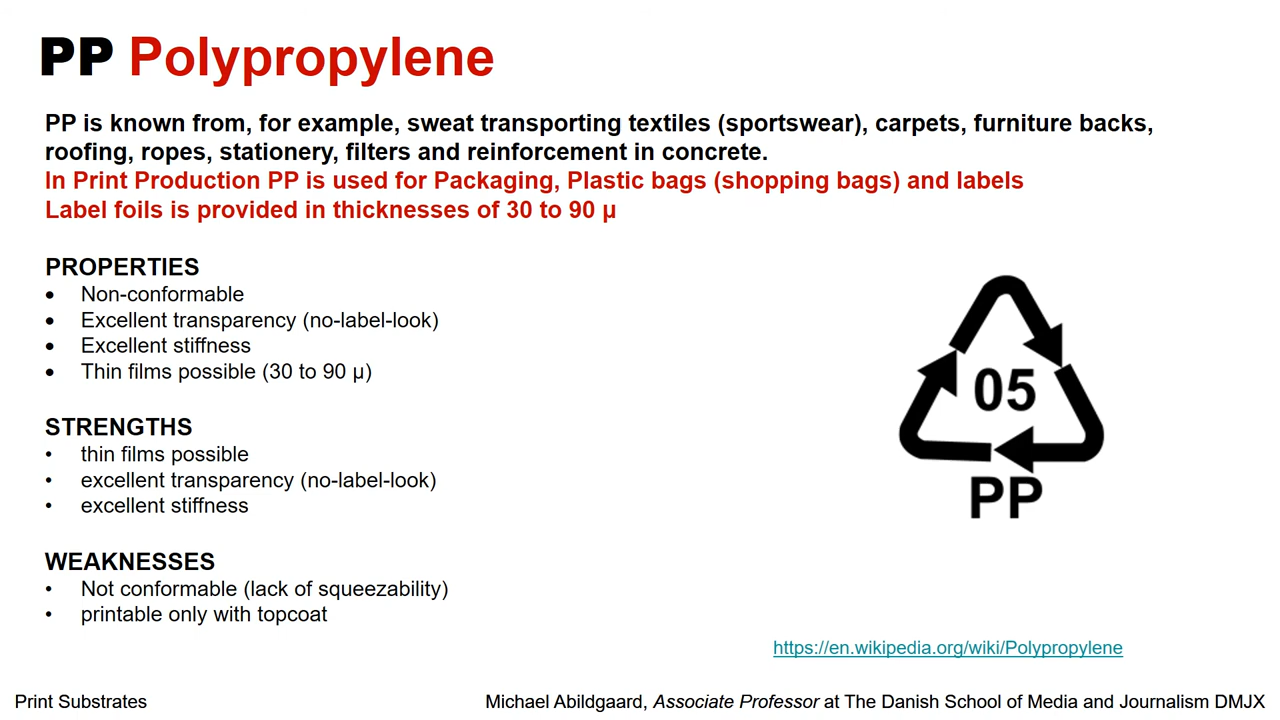 PP Polypropylene
PP is known from, for example, sweat transporting textiles (sportswear), carpets, furniture backs,
roofing, ropes, stationery, filters and reinforcement in concrete.
In Print Production PP is used for Packaging, Plastic bags (shopping bags) and labels
Label foils is provided in thicknesses of 30 to 90 μ
PROPERTIES
• Non-conformable
• Excellent transparency (no-label-look)
• Excellent stiffness
• Thin films possible (30 to 90 μ)
STRENGTHS
• thin films possible
• excellent transparency (no-label-look)
• excellent stiffness
WEAKNESSES
• Not conformable (lack of squeezability)
• printable only with topcoat
05
PP
https://en.wikipedia.org/wiki/Polypropylene
Print Substrates
Michael Abildgaard, Associate Professor at The Danish School of Media and Journalism DMJX